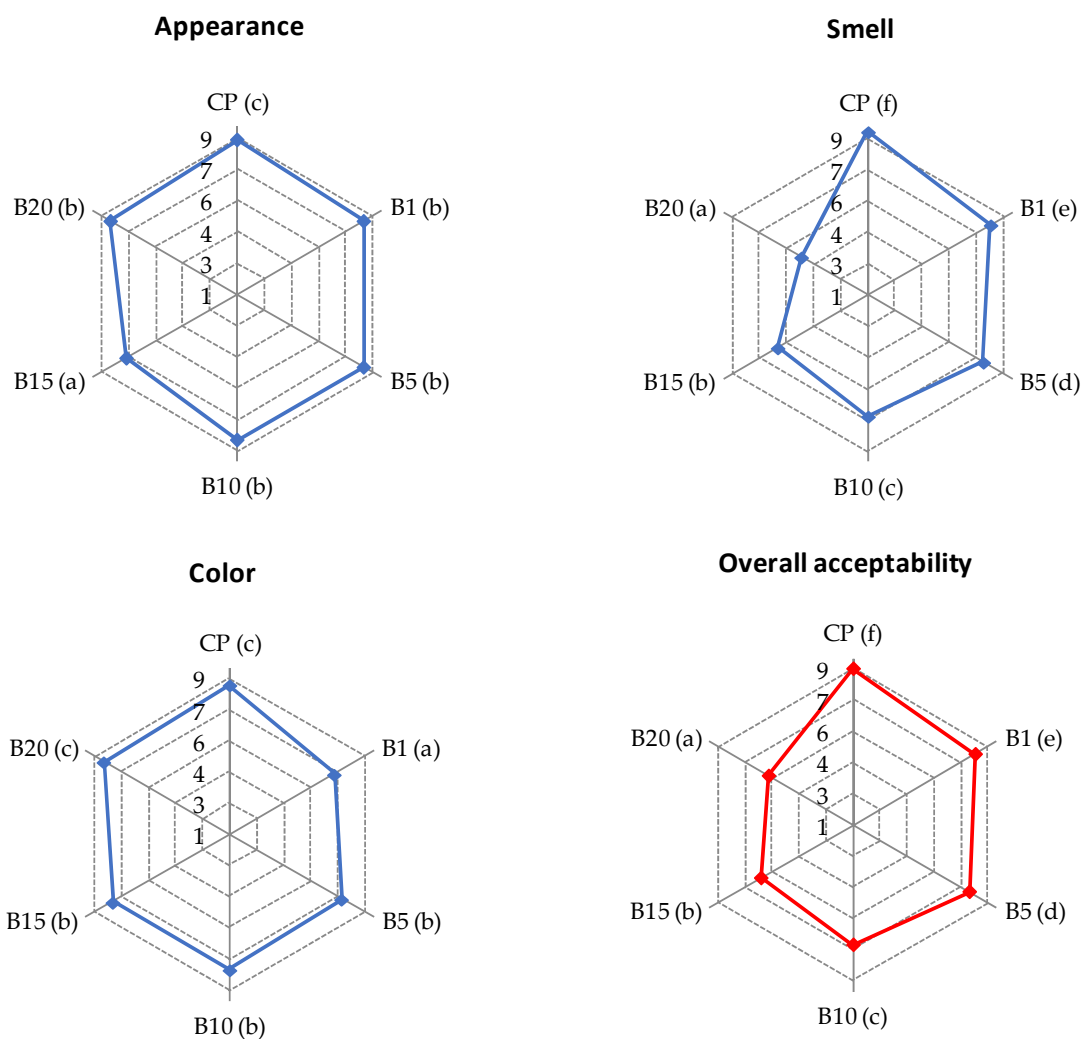 Appearance
CP (c)
9
7
6
4
3
1
B20 (b)
B1 (b)
B15 (a)
B5 (b)
B10 (b)
Smell
CP (f)
9
7
6
4
3
1
B20 (a)
B1 (e)
B15 (b)
B5 (d)
B10 (c)
Color
CP (c)
9
7
6
4
3
1
B20 (c)
B1 (a)
B15 (b)
B5 (b)
B10 (b)
Overall acceptability
CP (f)
9
7
6
4
3
1
B20 (a)
B1 (e)
B15 (b)
B5 (d)
B10 (c)